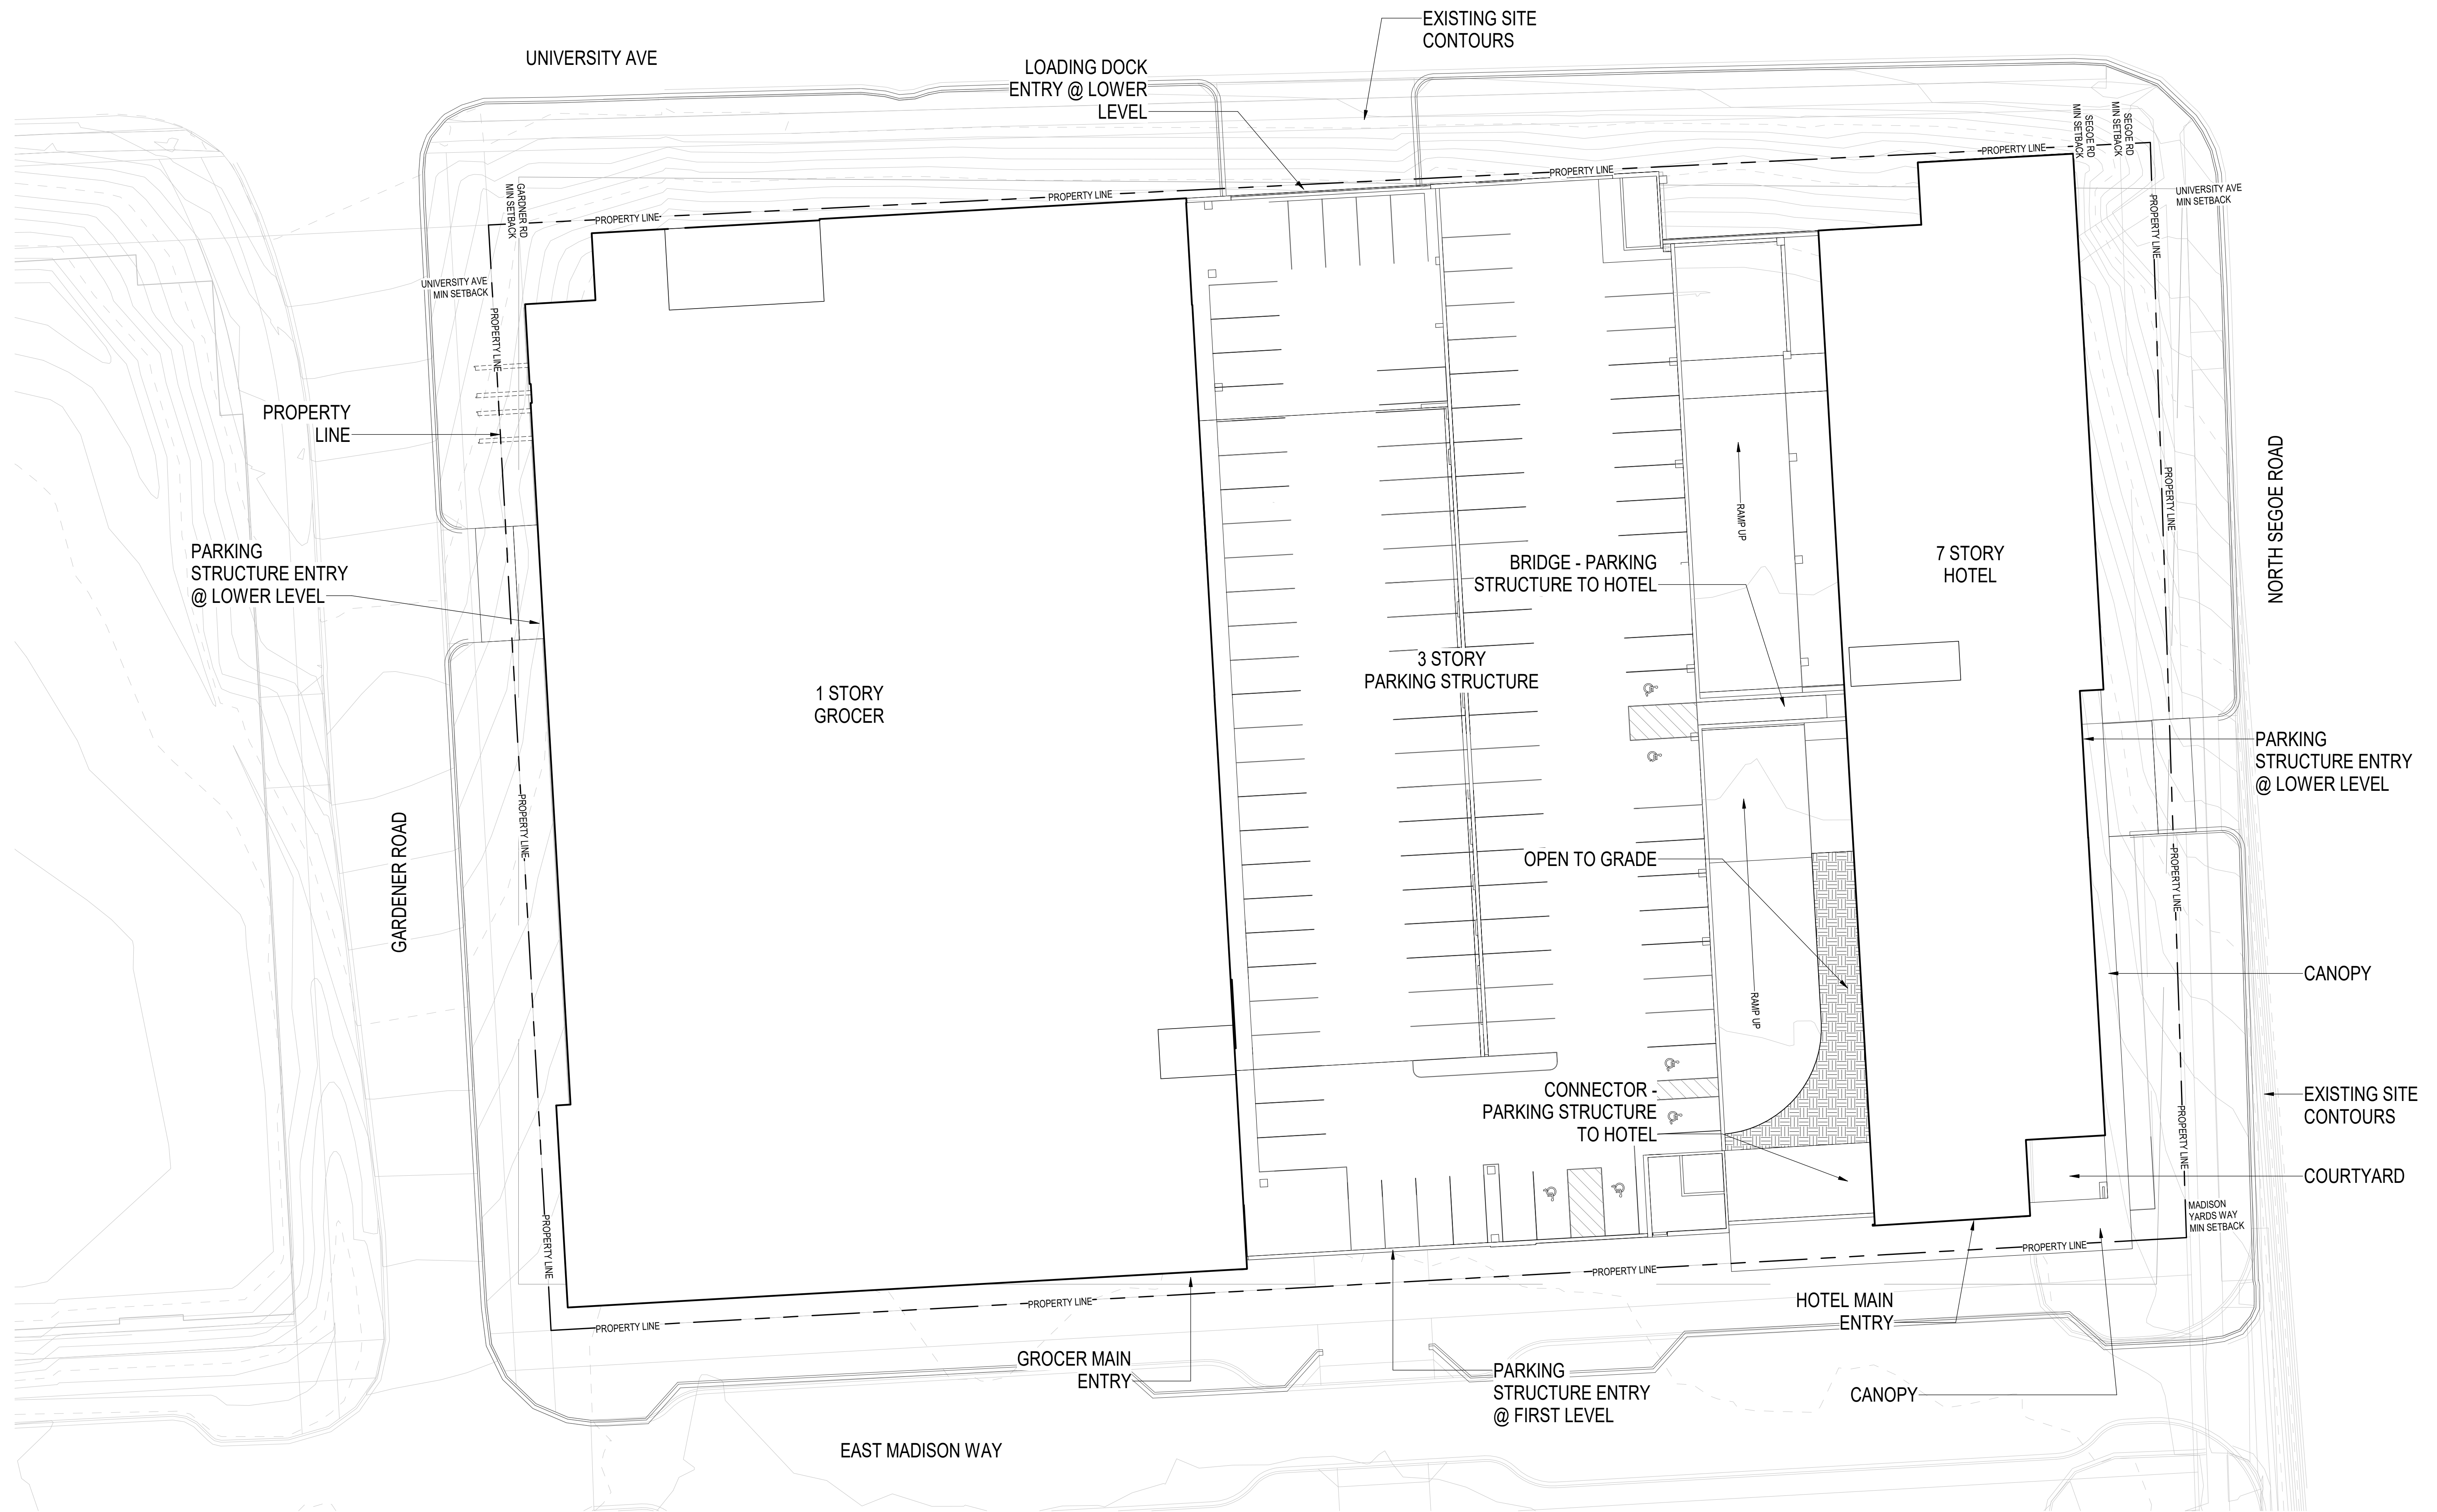 EXISTING SITE
CONTOURS
UNIVERSITY AVE
LOADING DOCK
ENTRY @ LOWER
LEVEL
SEGOE RD
MIN SETBACK
SEGOE RD
MIN SETBACK
PROPERTY LINE
PROPERTY LINE
PROPERTY LINE
PROPERTY LINE
GARDNER RD
MIN SETBACK
UNIVERSITY AVE
MIN SETBACK
PROPERTY LINE
UNIVERSITY AVE
MIN SETBACK
PROPERTY LINE
PROPERTY
LINE
NORTH SEGOE ROAD
PROPERTY LINE
RAMP UP
PARKING
STRUCTURE ENTRY
@ LOWER LEVEL
BRIDGE - PARKING
STRUCTURE TO HOTEL
7 STORY
HOTEL
3 STORY
PARKING STRUCTURE
1 STORY
GROCER
PARKING
STRUCTURE ENTRY
@ LOWER LEVEL
PROPERTY LINE
GARDENER ROAD
OPEN TO GRADE
PROPERTY LINE
CANOPY
RAMP UP
CONNECTOR -
PARKING STRUCTURE
TO HOTEL
EXISTING SITE
CONTOURS
PROPERTY LINE
COURTYARD
MADISON
YARDS WAY
MIN SETBACK
PROPERTY LINE
PROPERTY LINE
PROPERTY LINE
PROPERTY LINE
PROPERTY LINE
HOTEL MAIN
ENTRY
GROCER MAIN
ENTRY
PARKING
STRUCTURE ENTRY
@ FIRST LEVEL
CANOPY
EAST MADISON WAY